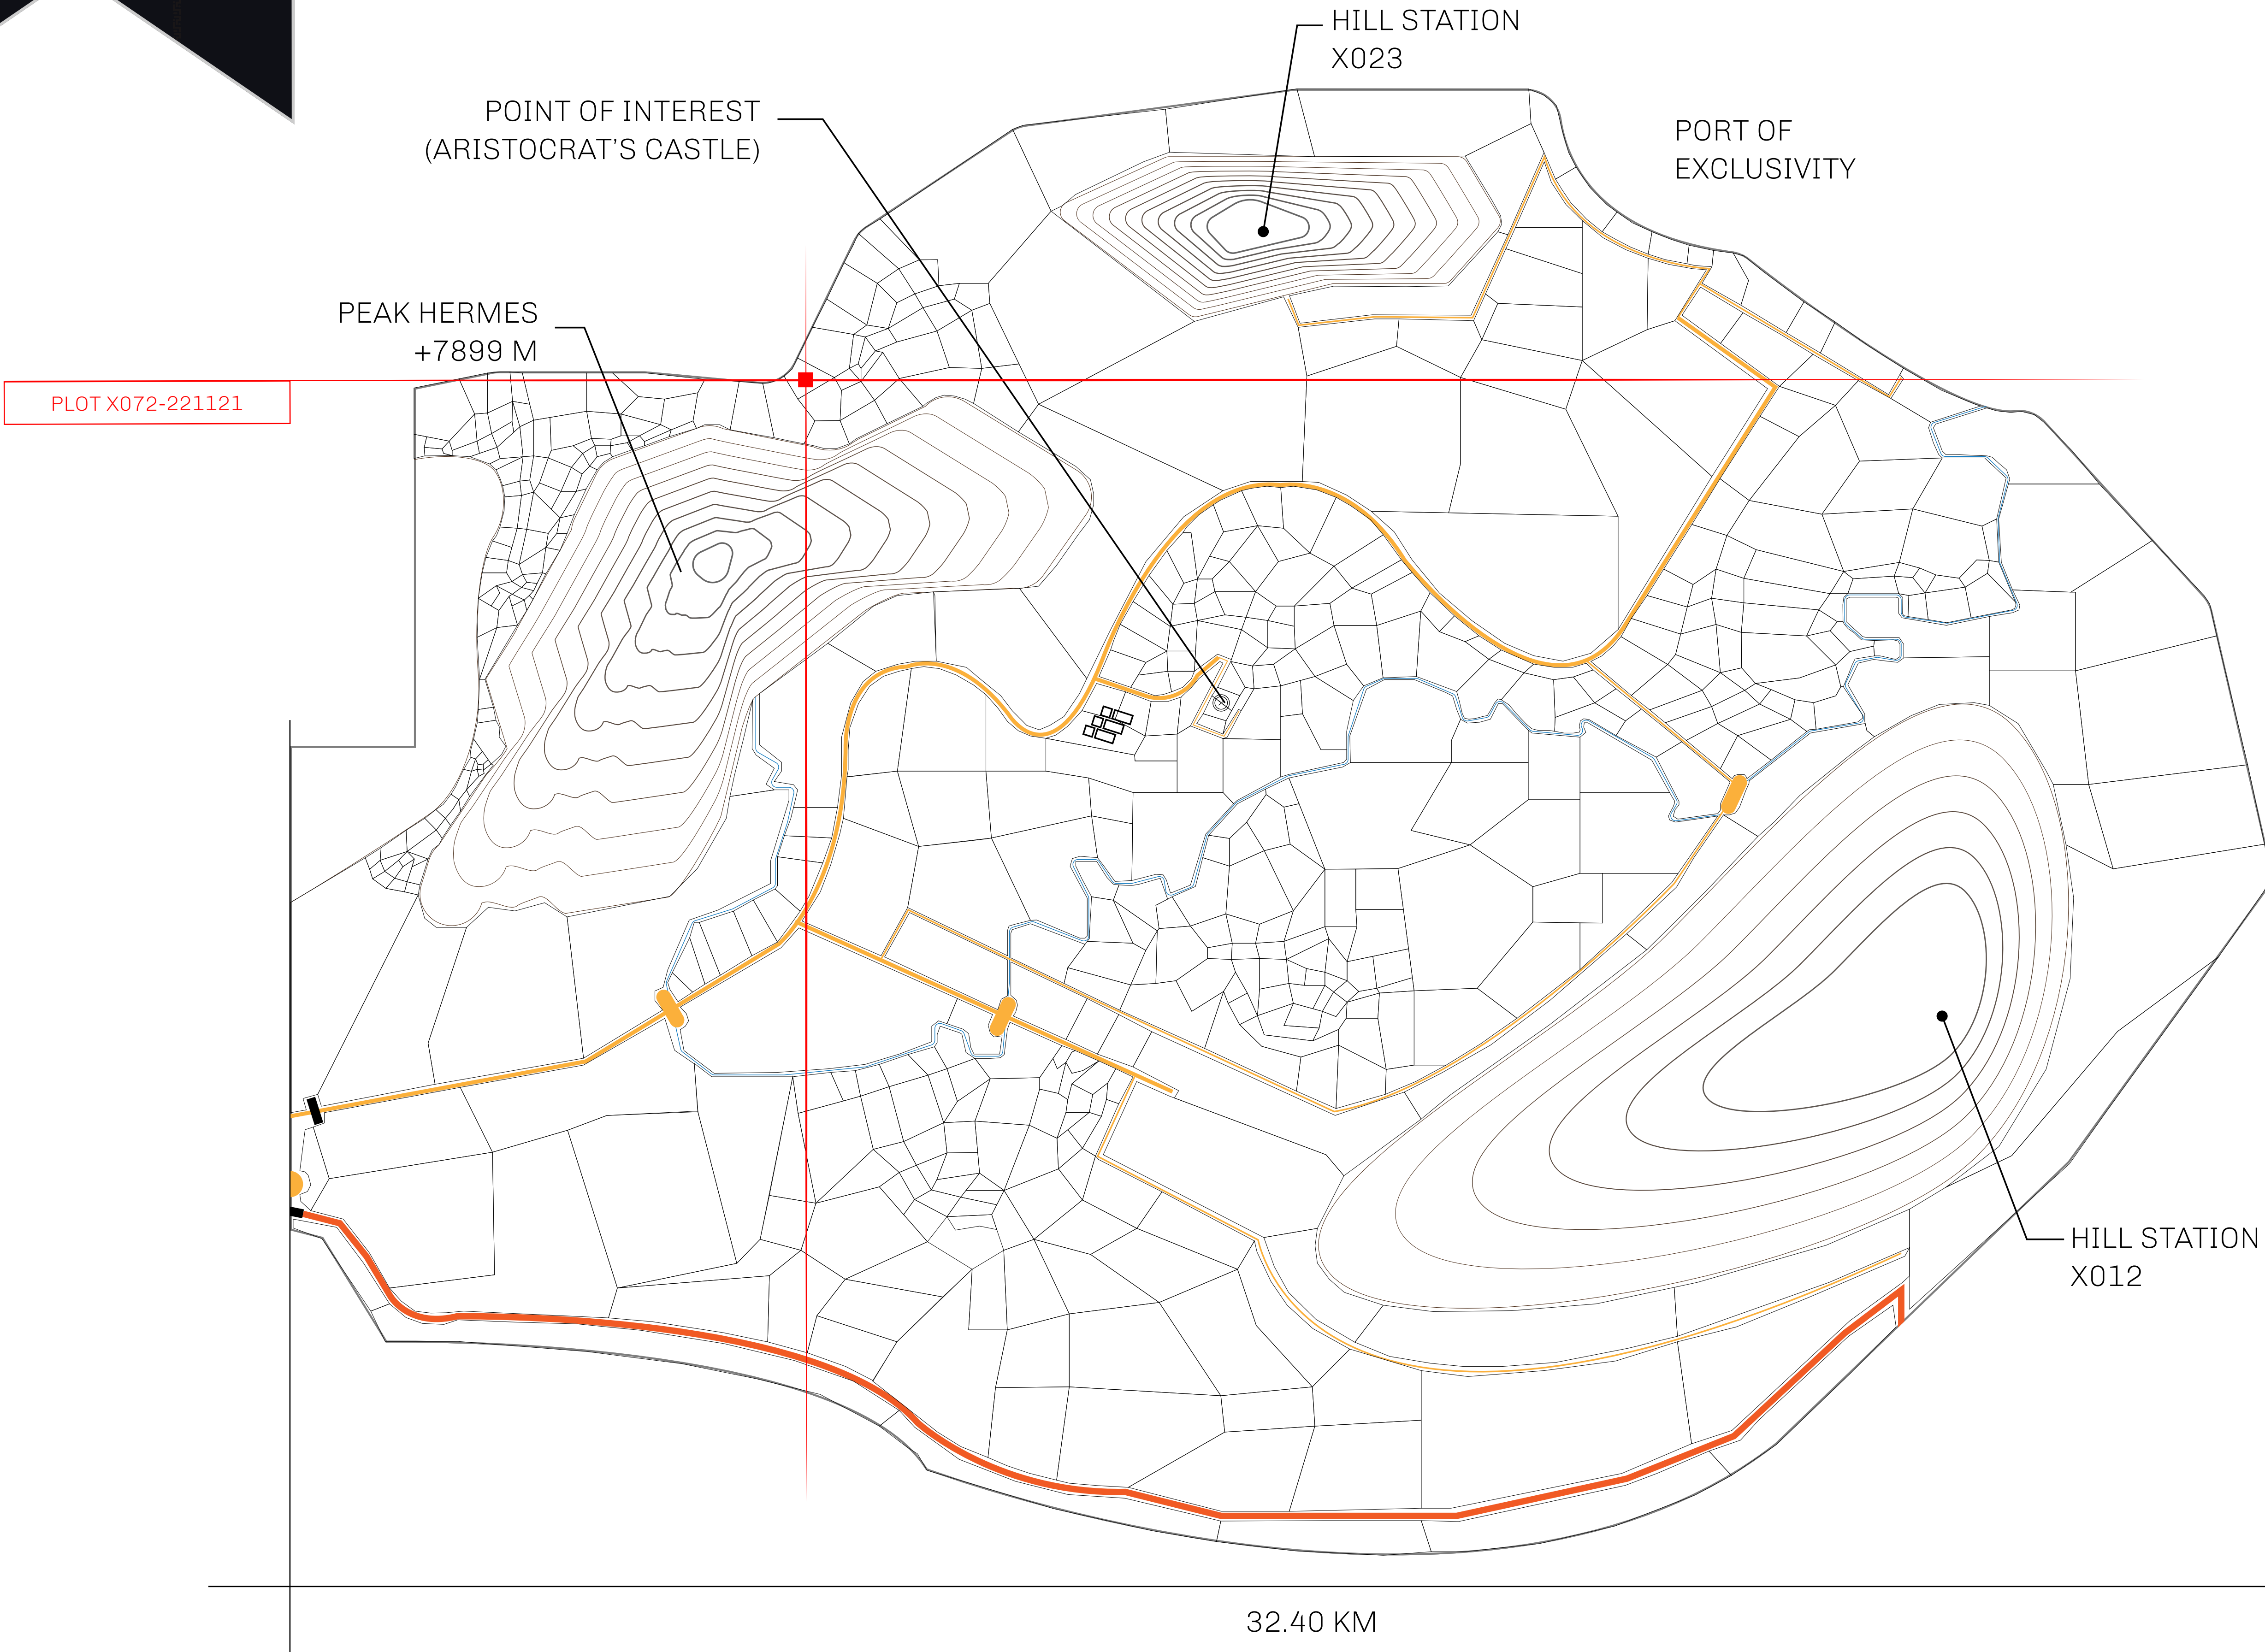 HILL STATION
X023
POINT OF INTEREST
(ARISTOCRAT'S CASTLE)
PORT OF
EXCLUSIVITY
PEAK HERMES
+7899 M
PLOT X072-221121
HILL STATION
X012
32.40 KM